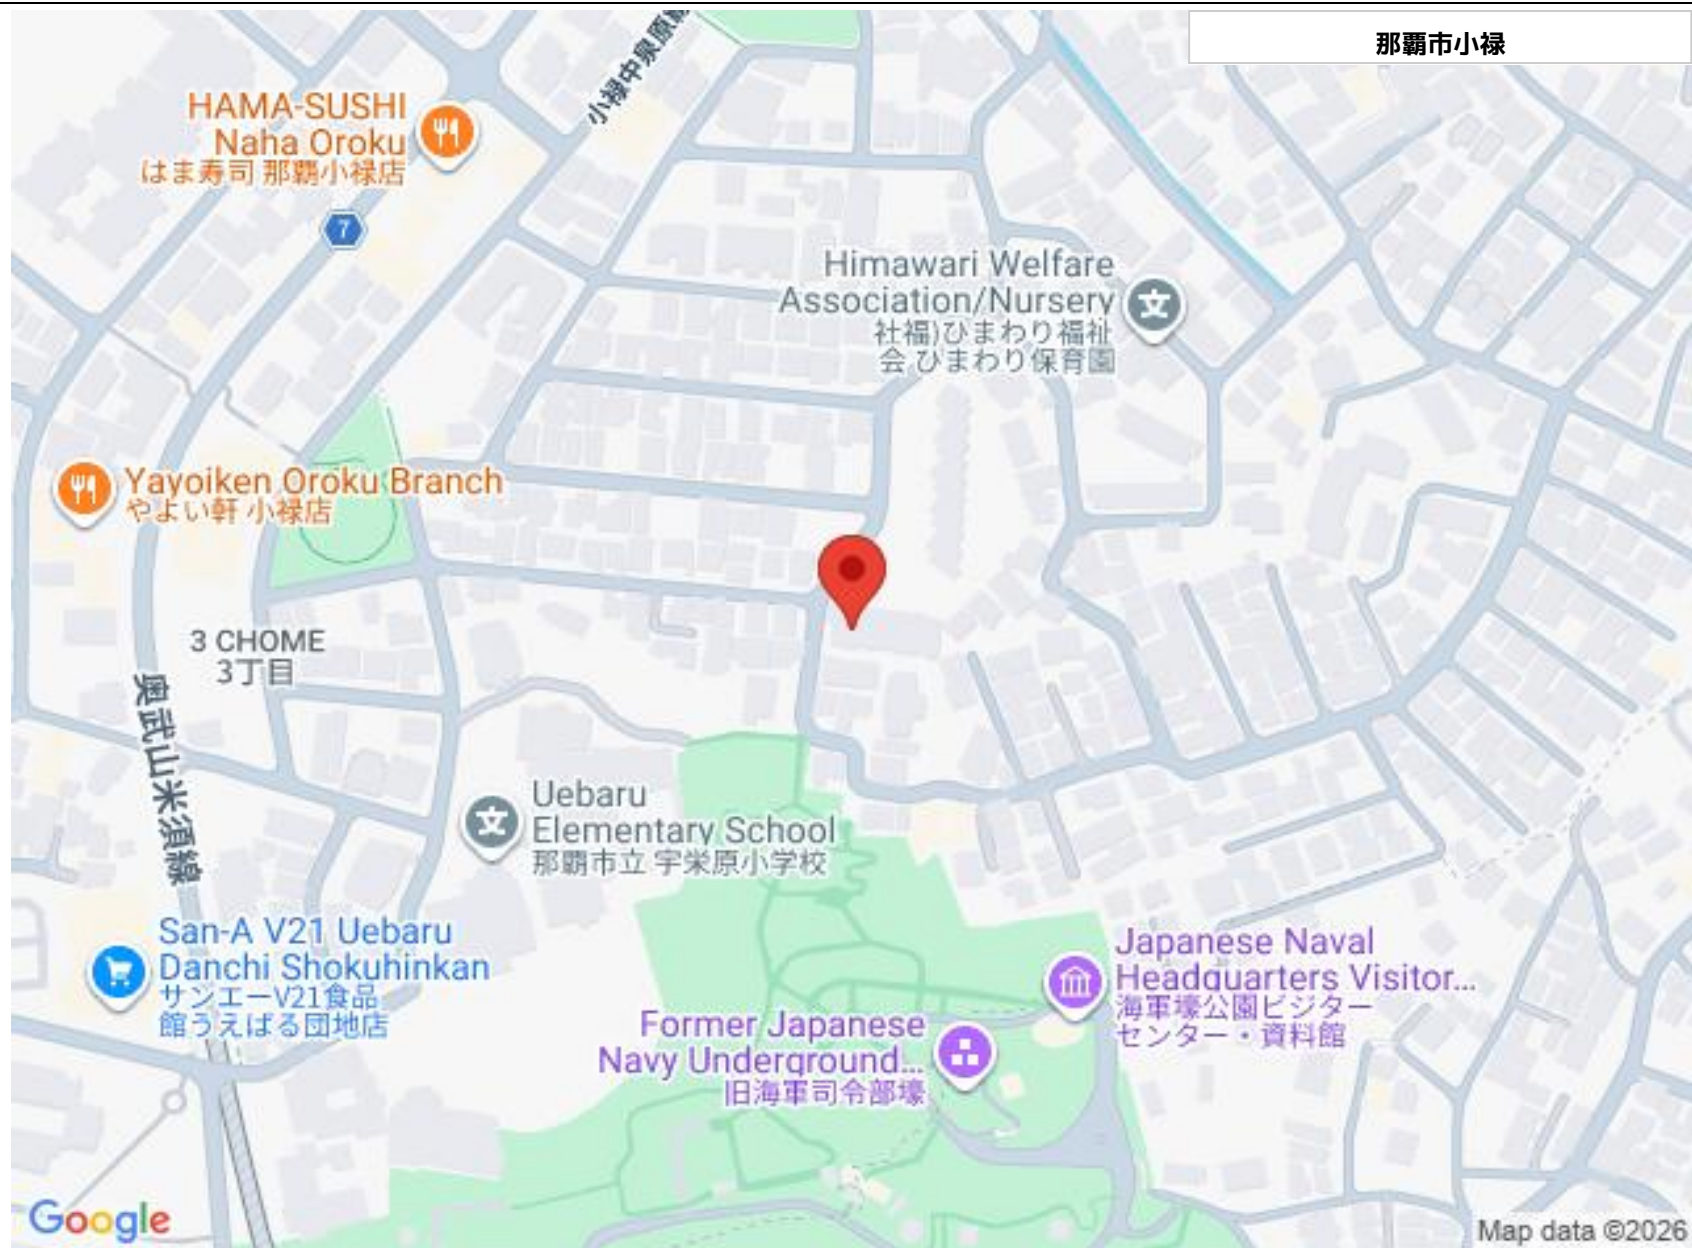 那覇市小禄
小禄中泉原線
HAMA-SUSHI
Naha Oroku
はま寿司 那覇小禄店
7
Himawari Welfare
Association/Nursery
社福)ひまわり福祉
会 ひまわり保育園
Yayoiken Oroku Branch
やよい軒 小禄店
3 CHOME
3丁目
奥武山米須線
Uebaru
Elementary School
那覇市立 宇栄原小学校
San-A V21 Uebaru
Danchi Shokuhinkan
サンエーV21食品
館うえばる団地店
Japanese Naval
Headquarters Visitor...
海軍壕公園ビジター
センター・資料館
Former Japanese
Navy Underground...
旧海軍司令部壕
Google
Map data ©2026